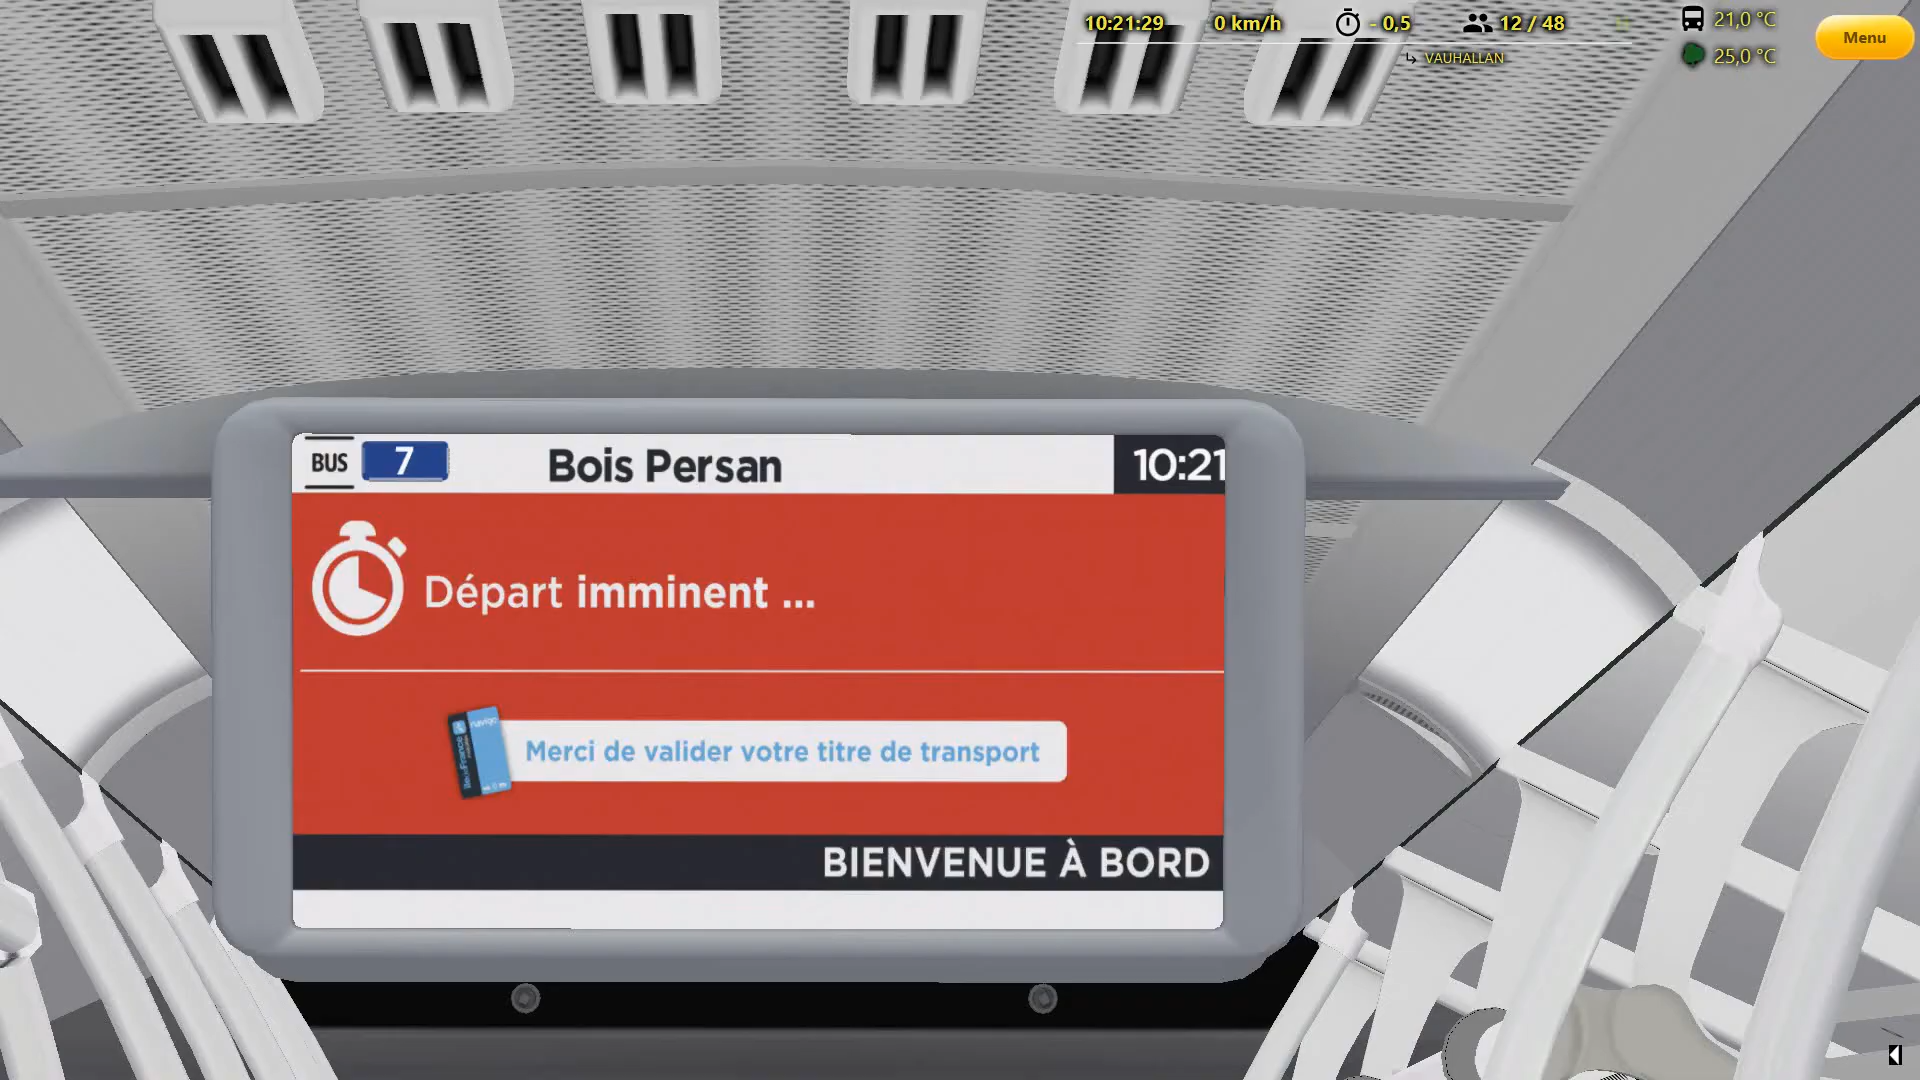 10:21:29 0 km/h - 0,5 12 / 48 21,0 °C Menu
VAUHALLAN 25,0 °C
BUS 7 Bois Persan 10:21
Départ imminent ...
navigo
Merci de valider votre titre de transport
BIENVENUE À BORD